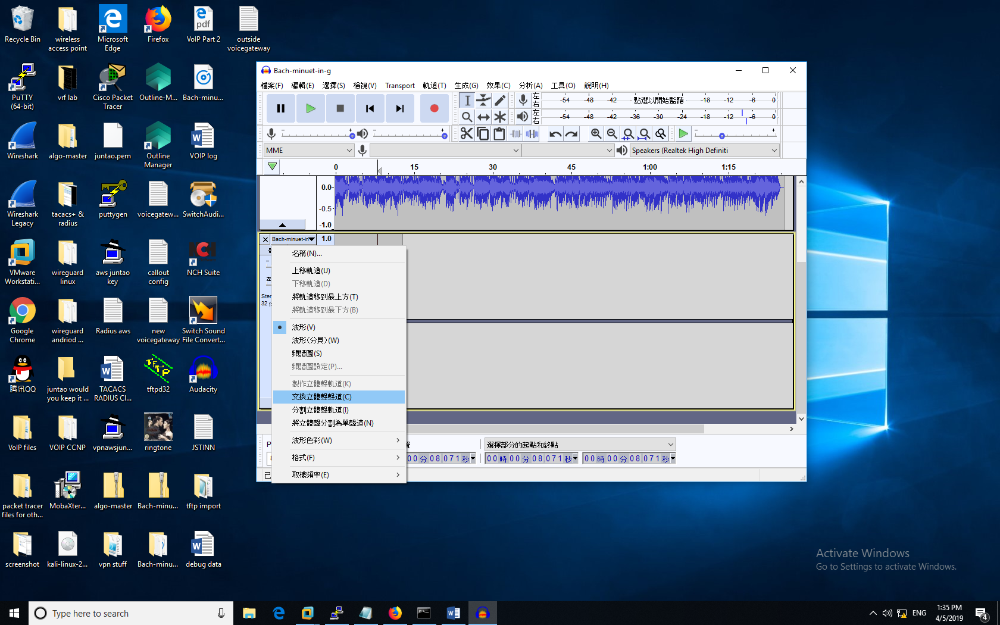 Recycle Bin
wireless access point
Microsoft Edge
Firefox
VoIP Part 2
outside voicegateway
PuTTY (64-bit)
vrf lab
Cisco Packet Tracer
Outline-M...
Bach-minu...
Wireshark
algo-master
juntao.pem
Outline Manager
VOIP log
Wireshark Legacy
tacacs+ & radius
puttygen
voicegatew...
SwitchAudi...
VMware Workstati...
wireguard linux
aws juntao key
callout config
NCH Suite
Google Chrome
wireguard andriod ...
Radius aws
new voicegateway
Switch Sound File Convert...
腾讯QQ
juntao would you keep it ...
TACACS RADIUS Cl...
tftpd32
Audacity
VoIP files
VOIP CCNP
vpnawsjun...
ringtone
JSTINN
packet tracer files for oth...
MobaXter...
algo-master
Bach-minu...
tftp import
screenshot
kali-linux-2...
vpn stuff
Bach-minu...
debug data
Bach-minuet-in-g
檔案(F) 編輯(E) 選擇(S) 檢視(V) Transport 軌道(T) 生成(G) 效果(C) 分析(A) 工具(O) 說明(H)
左 右 -54 -48 -42 點選以開始監聽 -18 -12 -6 0
左 右 -54 -48 -42 -36 -30 -24 -18 -12 -6 0
MME
Speakers (Realtek High Definiti
0 15 30 45 1:00 1:15
0.0
-0.5
-1.0
Bach-minuet-in
1.0
Ster
32
名稱(N)...
上移軌道(U)
下移軌道(D)
將軌道移到最上方(T)
將軌道移到最下方(B)
波形(V)
波形(分貝)(W)
頻譜圖(S)
頻譜圖設定(P)...
製作立體聲軌道(K)
交換立體聲聲道(C)
分割立體聲軌道(I)
將立體聲分割為單聲道(N)
波形色彩(W)
格式(F)
取樣頻率(E)
置
選擇部分的起點和終點
00 分 08.071 秒
00 時 00 分 08.071 秒
00 時 00 分 08.071 秒
已
Activate Windows
Go to Settings to activate Windows.
Type here to search
ENG
1:35 PM
4/5/2019
4